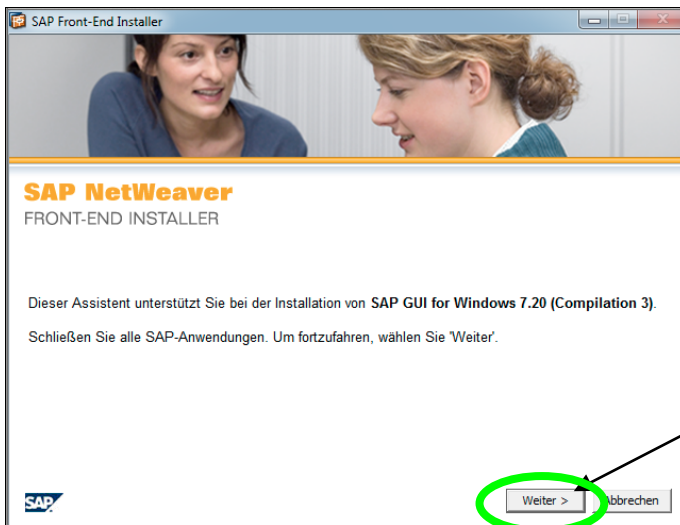 SAP Front-End Installer
SAP NetWeaver
FRONT-END INSTALLER
Dieser Assistent unterstützt Sie bei der Installation von SAP GUI for Windows 7.20 (Compilation 3).
Schließen Sie alle SAP-Anwendungen. Um fortzufahren, wählen Sie 'Weiter'.
SAP
Weiter > Abbrechen